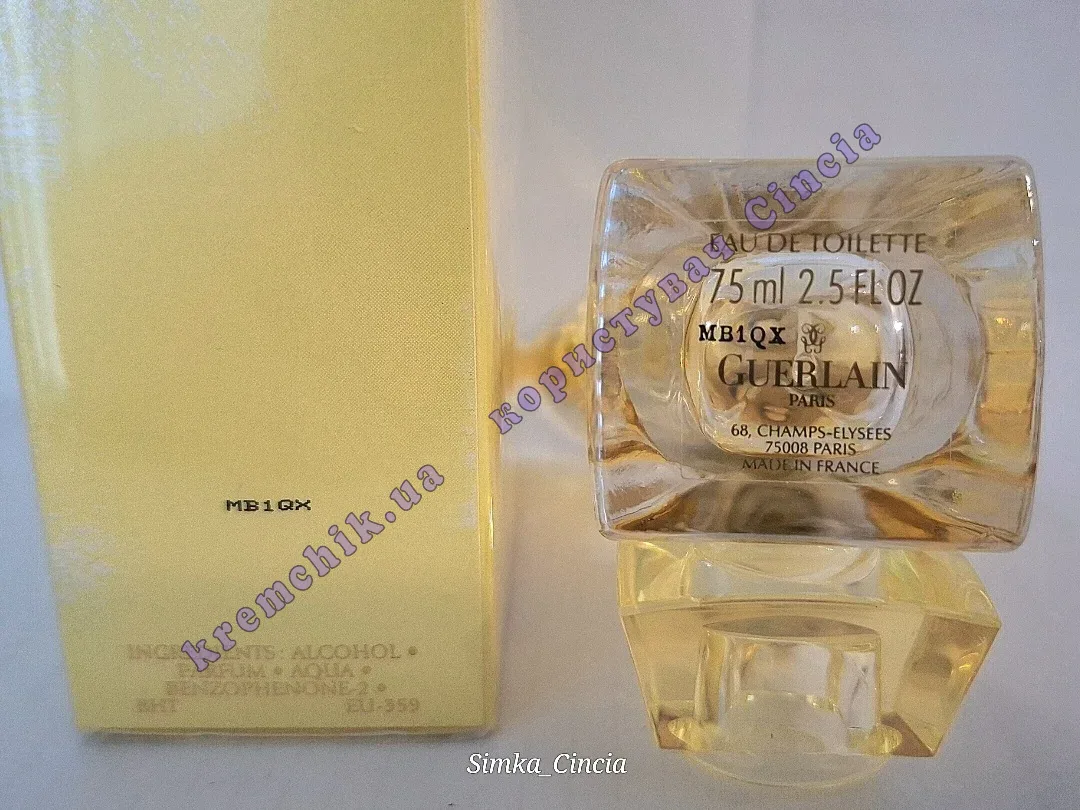 MB1QX
INGREDIENTS: ALCOHOL •
PARFUM • AQUA •
BENZOPHENONE-2 •
BHT EU-359
EAU DE TOILETTE
75 ml 2.5 FL OZ
MB1QX
GUERLAIN
PARIS
68, CHAMPS-ELYSEES
75008 PARIS
MADE IN FRANCE
kremchik.ua
користувач Cincia
Simka_Cincia